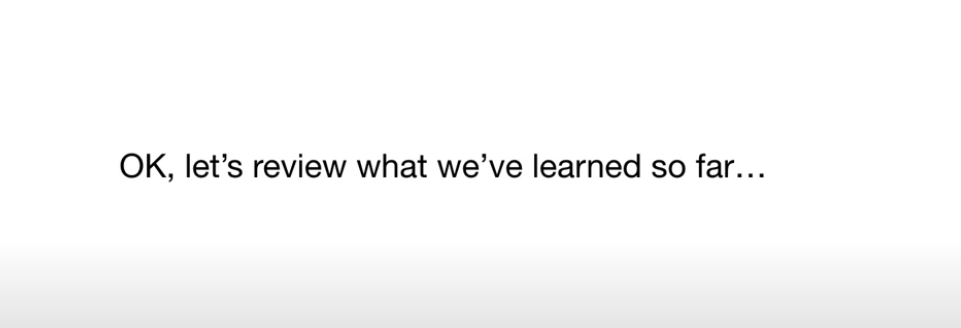 OK, let’s review what we’ve learned so far…